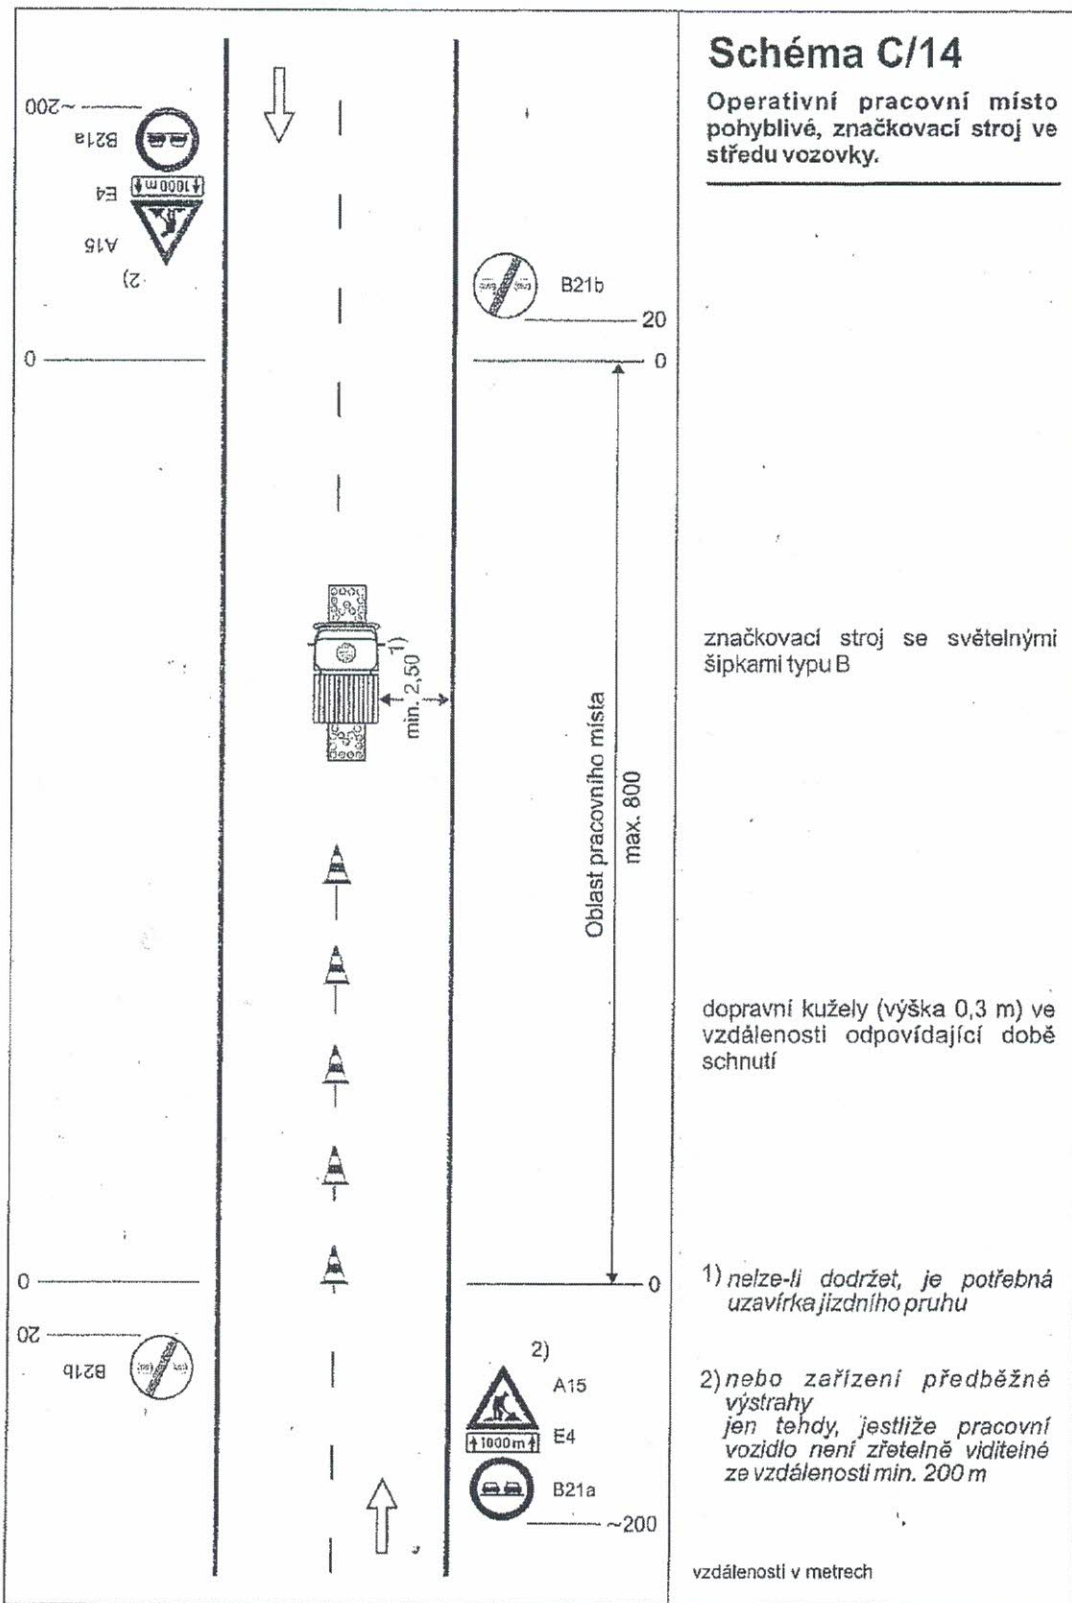 Schéma C/14
Operativní pracovní místo
pohyblivé, značkovací stroj ve
středu vozovky.
~200
B21a
1000 m
E4
A15
2)
B21b
20
0
0
1)
min. 2,50
značkovací stroj se světelnými
šipkami typu B
Oblast pracovního místa
max. 800
dopravní kužely (výška 0,3 m) ve
vzdálenosti odpovídající době
schnutí
0
0
20
B21b
1) nelze-li dodržet, je potřebná
uzavírka jízdního pruhu
2)
A15
1000 m
E4
B21a
~200
2) nebo zařízení předběžné
výstrahy
jen tehdy, jestliže pracovní
vozidlo není zřetelně viditelné
ze vzdálenosti min. 200 m
vzdálenosti v metrech